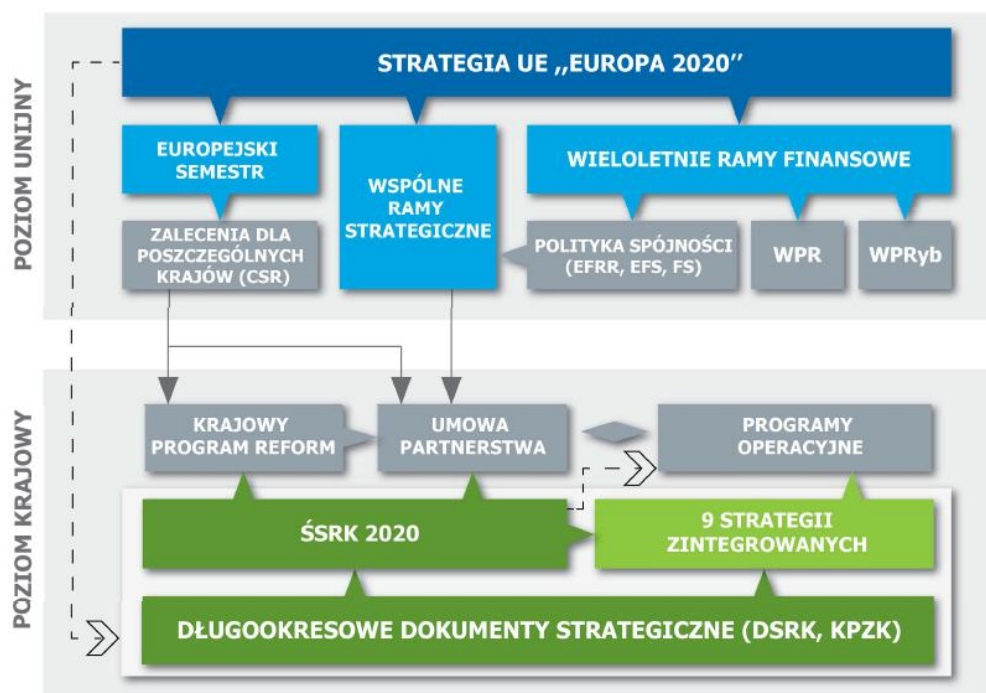 POZIOM UNIJNY
STRATEGIA UE „EUROPA 2020”
EUROPEJSKI
SEMESTR
WSPÓLNE
RAMY
STRATEGICZNE
WIELOLETNIE RAMY FINANSOWE
ZALECENIA DLA
POSZCZEGÓLNYCH
KRAJÓW (CSR)
POLITYKA SPÓJNOŚCI
(EFRR, EFS, FS)
WPR
WPRyb
POZIOM KRAJOWY
KRAJOWY
PROGRAM REFORM
UMOWA
PARTNERSTWA
PROGRAMY
OPERACYJNE
ŚSRK 2020
9 STRATEGII
ZINTEGROWANYCH
DŁUGOOKRESOWE DOKUMENTY STRATEGICZNE (DSRK, KPZK)